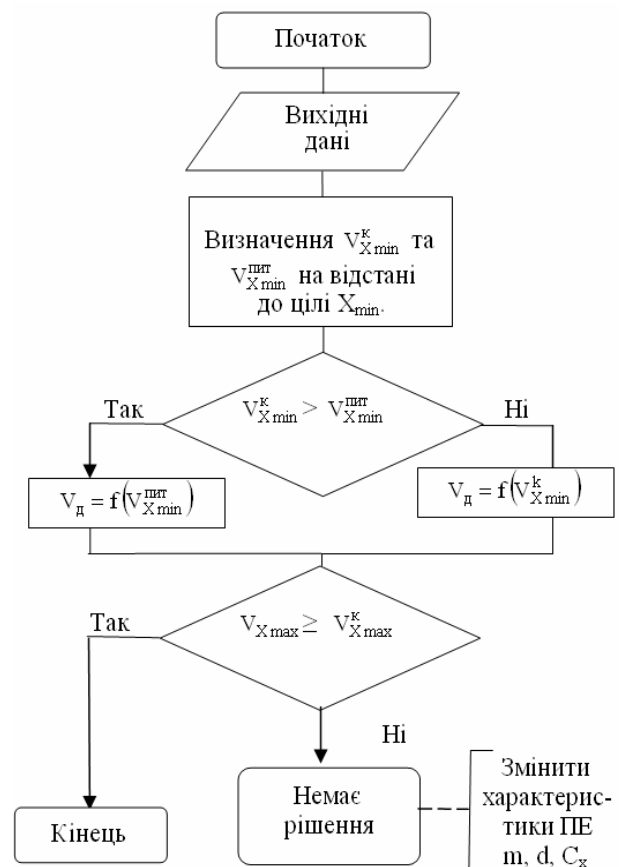 Початок
Вихідні
дані
Визначення V^к_Xmin та
V^пит_Xmin на відстані
до цілі X_min.
Так
V^к_Xmin > V^пит_Xmin
Ні
V_д = f(V^пит_Xmin)
V_д = f(V^k_Xmin)
Так
V_Xmax ≥ V^к_Xmax
Ні
Кінець
Немає
рішення
Змінити
характерис-
тики ПЕ
m, d, C_x